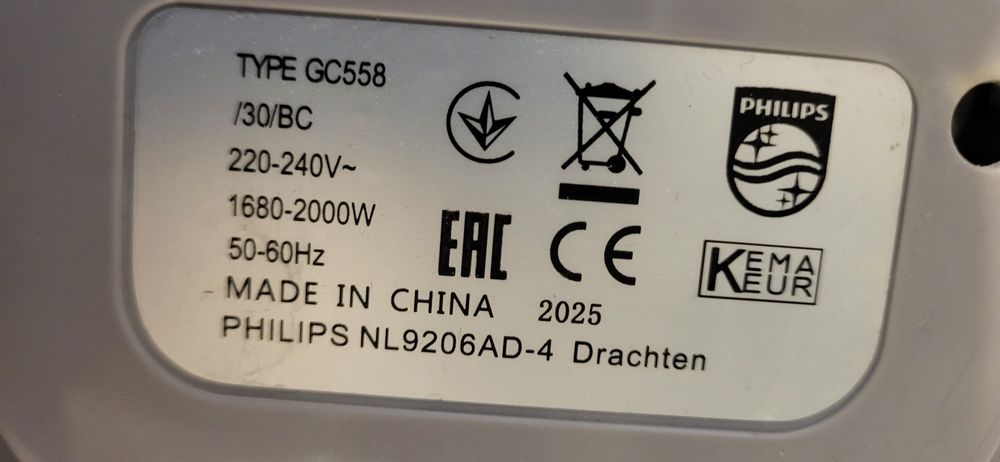 TYPE GC558
/30/BC
220-240V~
1680-2000W
50-60Hz
MADE IN CHINA 2025
PHILIPS NL9206AD-4 Drachten
EAC CE
PHILIPS
KEMA
KEUR